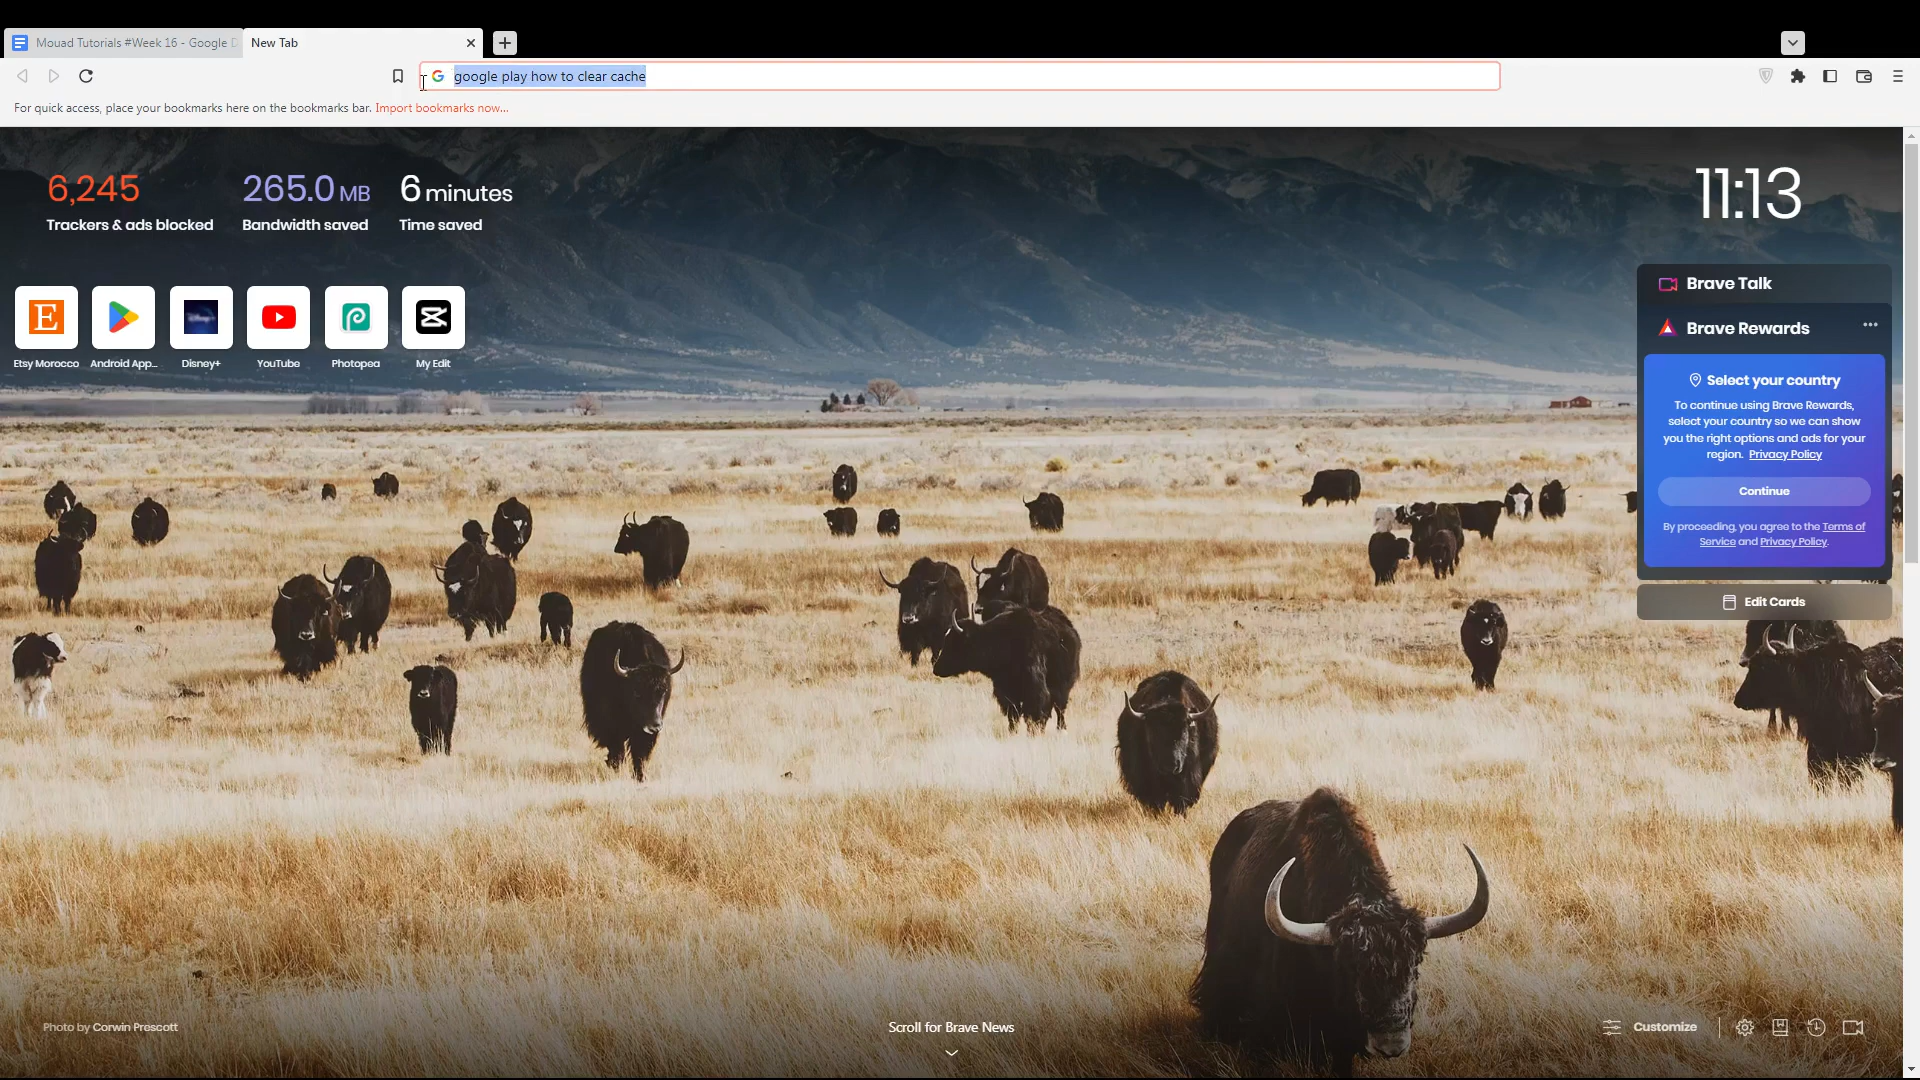 Mouad Tutorials #Week 16 - Google D
New Tab
google play how to clear cache
For quick access, place your bookmarks here on the bookmarks bar. Import bookmarks now...
6,245
Trackers & ads blocked
265.0 MB
Bandwidth saved
6 minutes
Time saved
11:13
E
Etsy Morocco
Android App...
Disney+
Disney+
YouTube
Photopea
My Edit
Brave Talk
Brave Rewards
Select your country
To continue using Brave Rewards,
select your country so we can show
you the right options and ads for your
region. Privacy Policy
Continue
By proceeding, you agree to the Terms of
Service and Privacy Policy.
Edit Cards
Photo by Corwin Prescott
Scroll for Brave News
Customize